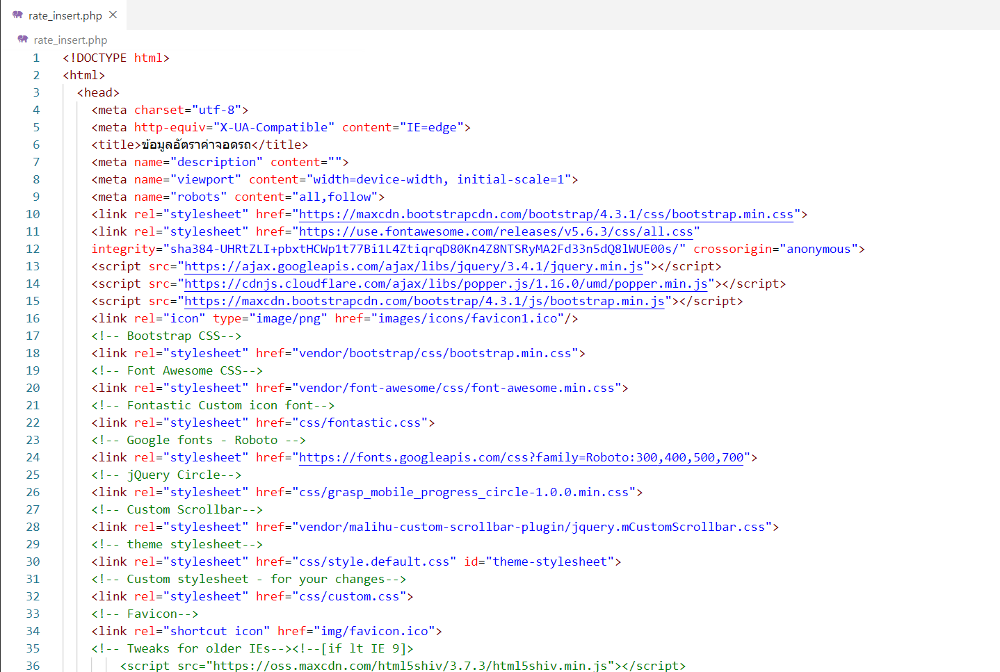 rate_insert.php
rate_insert.php
1 <!DOCTYPE html>
2 <html>
3 <head>
4 <meta charset="utf-8">
5 <meta http-equiv="X-UA-Compatible" content="IE=edge">
6 <title>ข้อมูลอัตราค่าจอดรถ</title>
7 <meta name="description" content="">
8 <meta name="viewport" content="width=device-width, initial-scale=1">
9 <meta name="robots" content="all,follow">
10 <link rel="stylesheet" href="https://maxcdn.bootstrapcdn.com/bootstrap/4.3.1/css/bootstrap.min.css">
11 <link rel="stylesheet" href="https://use.fontawesome.com/releases/v5.6.3/css/all.css"
12 integrity="sha384-UHRtZLI+pbxtHCWp1t77Bi1L4ZtiqrqD80Kn4Z8NTSRyMA2Fd33n5dQ8lWUE00s/" crossorigin="anonymous">
13 <script src="https://ajax.googleapis.com/ajax/libs/jquery/3.4.1/jquery.min.js"></script>
14 <script src="https://cdnjs.cloudflare.com/ajax/libs/popper.js/1.16.0/umd/popper.min.js"></script>
15 <script src="https://maxcdn.bootstrapcdn.com/bootstrap/4.3.1/js/bootstrap.min.js"></script>
16 <link rel="icon" type="image/png" href="images/icons/favicon1.ico"/>
17 <!-- Bootstrap CSS-->
18 <link rel="stylesheet" href="vendor/bootstrap/css/bootstrap.min.css">
19 <!-- Font Awesome CSS-->
20 <link rel="stylesheet" href="vendor/font-awesome/css/font-awesome.min.css">
21 <!-- Fontastic Custom icon font-->
22 <link rel="stylesheet" href="css/fontastic.css">
23 <!-- Google fonts - Roboto -->
24 <link rel="stylesheet" href="https://fonts.googleapis.com/css?family=Roboto:300,400,500,700">
25 <!-- jQuery Circle-->
26 <link rel="stylesheet" href="css/grasp_mobile_progress_circle-1.0.0.min.css">
27 <!-- Custom Scrollbar-->
28 <link rel="stylesheet" href="vendor/malihu-custom-scrollbar-plugin/jquery.mCustomScrollbar.css">
29 <!-- theme stylesheet-->
30 <link rel="stylesheet" href="css/style.default.css" id="theme-stylesheet">
31 <!-- Custom stylesheet - for your changes-->
32 <link rel="stylesheet" href="css/custom.css">
33 <!-- Favicon-->
34 <link rel="shortcut icon" href="img/favicon.ico">
35 <!-- Tweaks for older IEs--><!--[if lt IE 9]>
36 <script src="https://oss.maxcdn.com/html5shiv/3.7.3/html5shiv.min.js"></script>